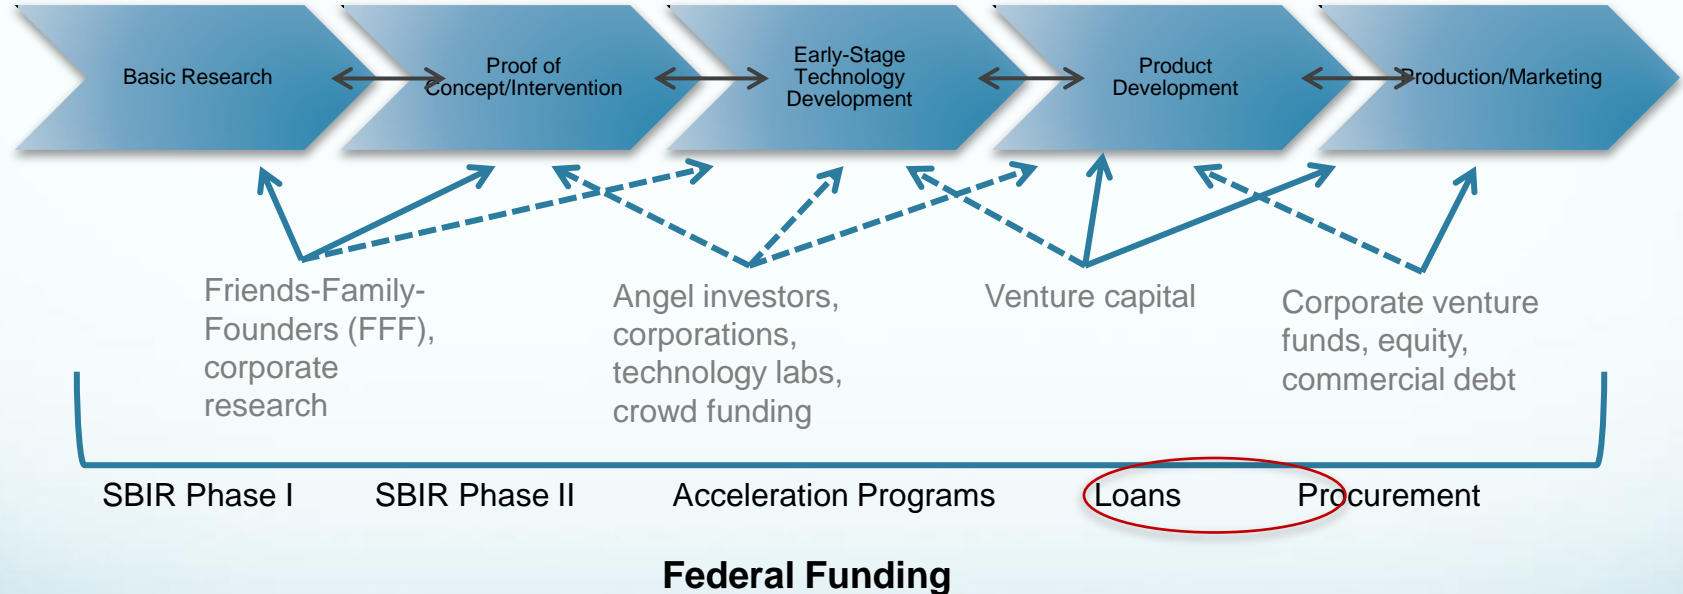 Basic Research
Proof of
Concept/Intervention
Early-Stage
Technology
Development
Product
Development
Production/Marketing
Friends-Family-
Founders (FFF),
corporate
research
Angel investors,
corporations,
technology labs,
crowd funding
Venture capital
Corporate venture
funds, equity,
commercial debt
SBIR Phase I
SBIR Phase II
Acceleration Programs
Loans
Procurement
Federal Funding